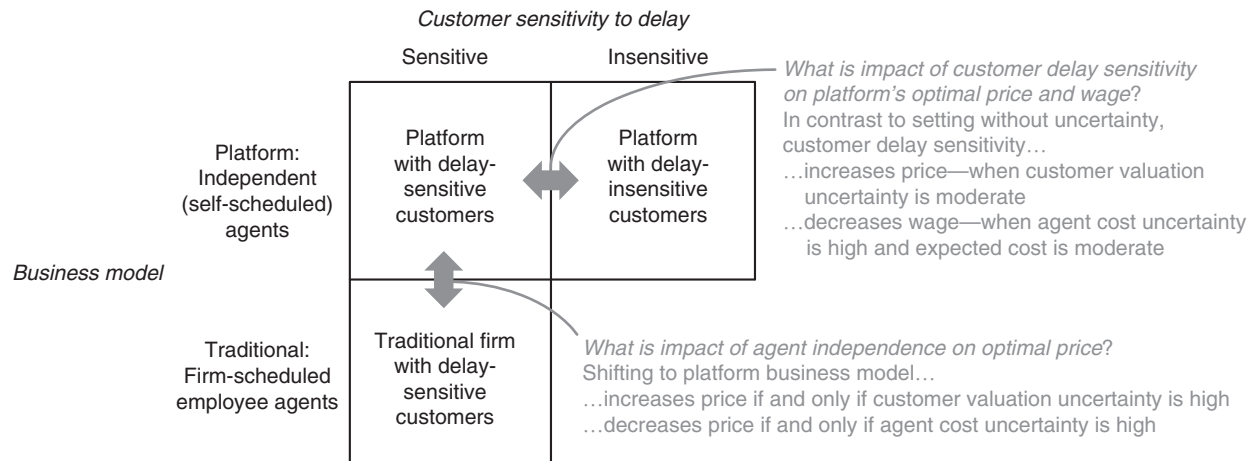 Customer sensitivity to delay
Sensitive
Insensitive
Platform:
Independent
(self-scheduled)
agents
Platform
with delay-
sensitive
customers
Platform
with delay-
insensitive
customers
What is impact of customer delay sensitivity
on platform's optimal price and wage?
In contrast to setting without uncertainty,
customer delay sensitivity…
…increases price—when customer valuation
uncertainty is moderate
…decreases wage—when agent cost uncertainty
is high and expected cost is moderate
Business model
Traditional:
Firm-scheduled
employee agents
Traditional firm
with delay-
sensitive
customers
What is impact of agent independence on optimal price?
Shifting to platform business model…
…increases price if and only if customer valuation uncertainty is high
…decreases price if and only if agent cost uncertainty is high